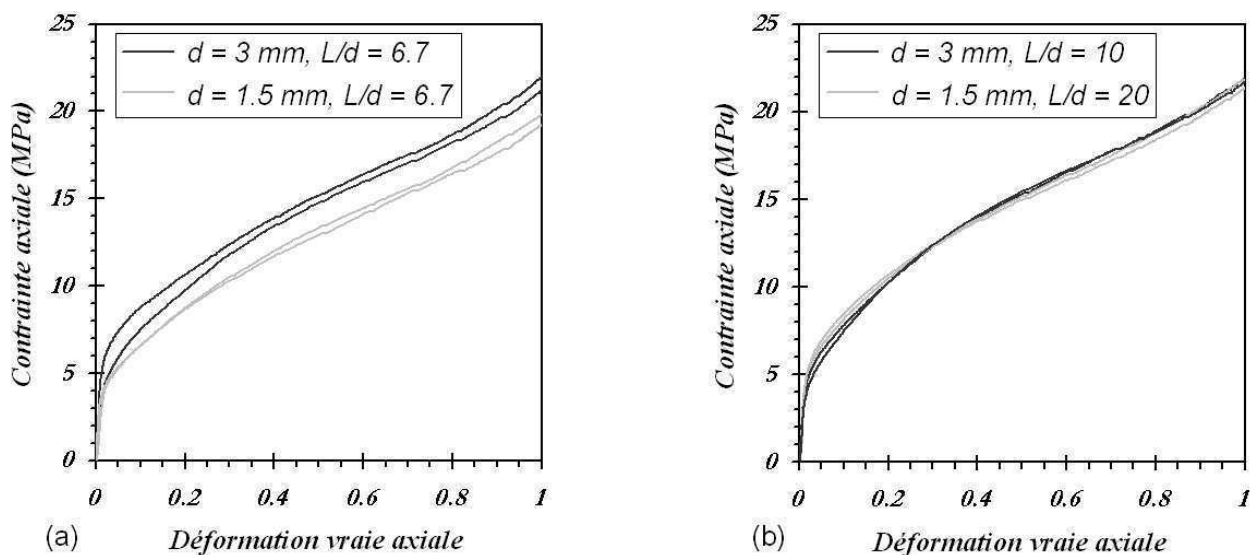 25
20
15
10
5
0
Contrainte axiale (MPa)
d = 3 mm, L/d = 6.7
d = 1.5 mm, L/d = 6.7
0 0.2 0.4 0.6 0.8 1
(a) Déformation vraie axiale
25
20
15
10
5
0
Contrainte axiale (MPa)
d = 3 mm, L/d = 10
d = 1.5 mm, L/d = 20
0 0.2 0.4 0.6 0.8 1
(b) Déformation vraie axiale